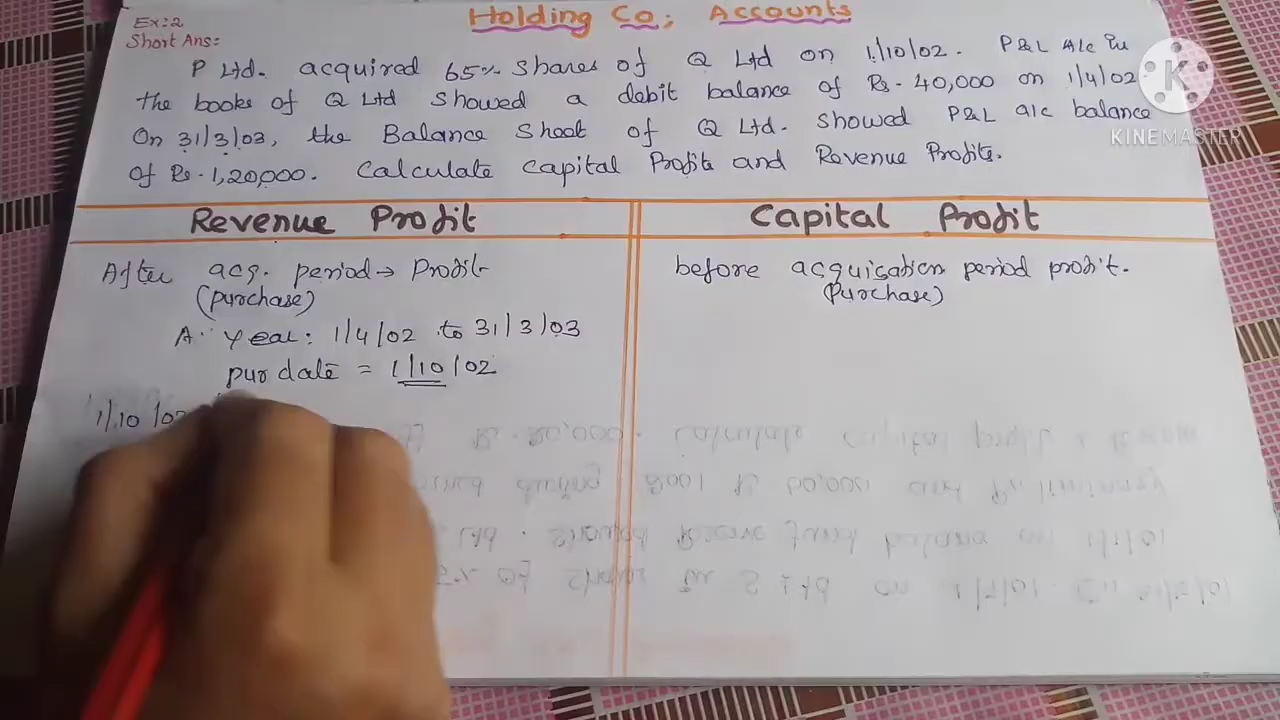 Ex:2
Short Ans:
Holding Co; Accounts
P Ltd. acquired 65% shares of Q Ltd on 1/10/02. P&L A/c in
the books of Q Ltd showed a debit balance of Rs. 40,000 on 1/4/02
On 31/3/03, the Balance Sheet of Q Ltd. showed P&L a/c balance
of Rs. 1,20,000. Calculate Capital Profit and Revenue Profits.
KINEMASTER
Revenue Profit
After acq. period → Profit
(purchase)
A. year: 1/4/02 to 31/3/03
pur date = 1/10/02
1/10/02
Capital Profit
before acquisation period profit.
(purchase)